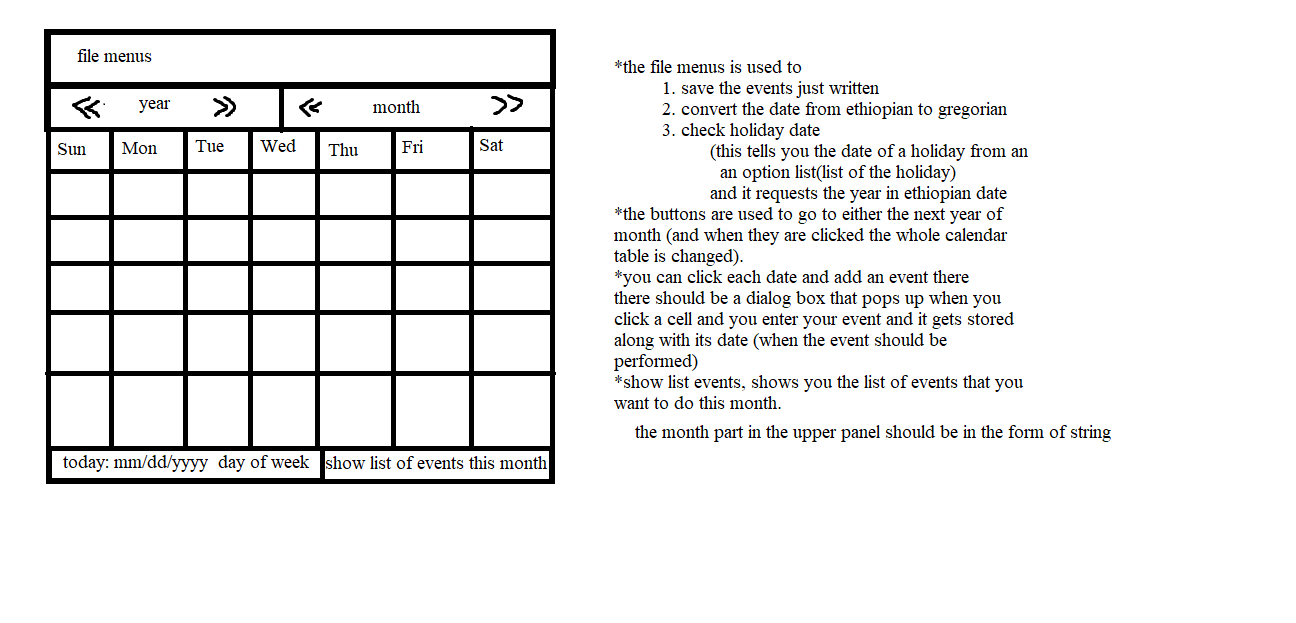 file menus
<< year >> << month >>
Sun Mon Tue Wed Thu Fri Sat
today: mm/dd/yyyy day of week
show list of events this month
*the file menus is used to
1. save the events just written
2. convert the date from ethiopian to gregorian
3. check holiday date
(this tells you the date of a holiday from an
an option list(list of the holiday)
and it requests the year in ethiopian date
*the buttons are used to go to either the next year of
month (and when they are clicked the whole calendar
table is changed).
*you can click each date and add an event there
there should be a dialog box that pops up when you
click a cell and you enter your event and it gets stored
along with its date (when the event should be
performed)
*show list events, shows you the list of events that you
want to do this month.
the month part in the upper panel should be in the form of string